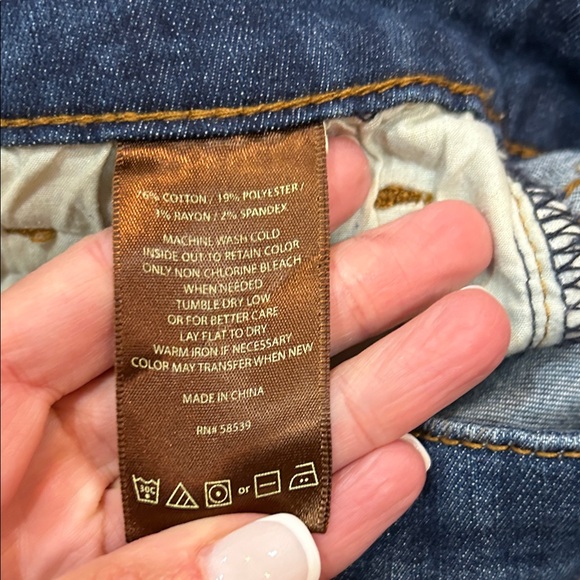 76% COTTON / 19% POLYESTER /
3% RAYON / 2% SPANDEX
MACHINE WASH COLD
INSIDE OUT TO RETAIN COLOR
ONLY NON CHLORINE BLEACH
WHEN NEEDED
TUMBLE DRY LOW
OR FOR BETTER CARE
LAY FLAT TO DRY
WARM IRON IF NECESSARY
COLOR MAY TRANSFER WHEN NEW
MADE IN CHINA
RN# 58539
30C or